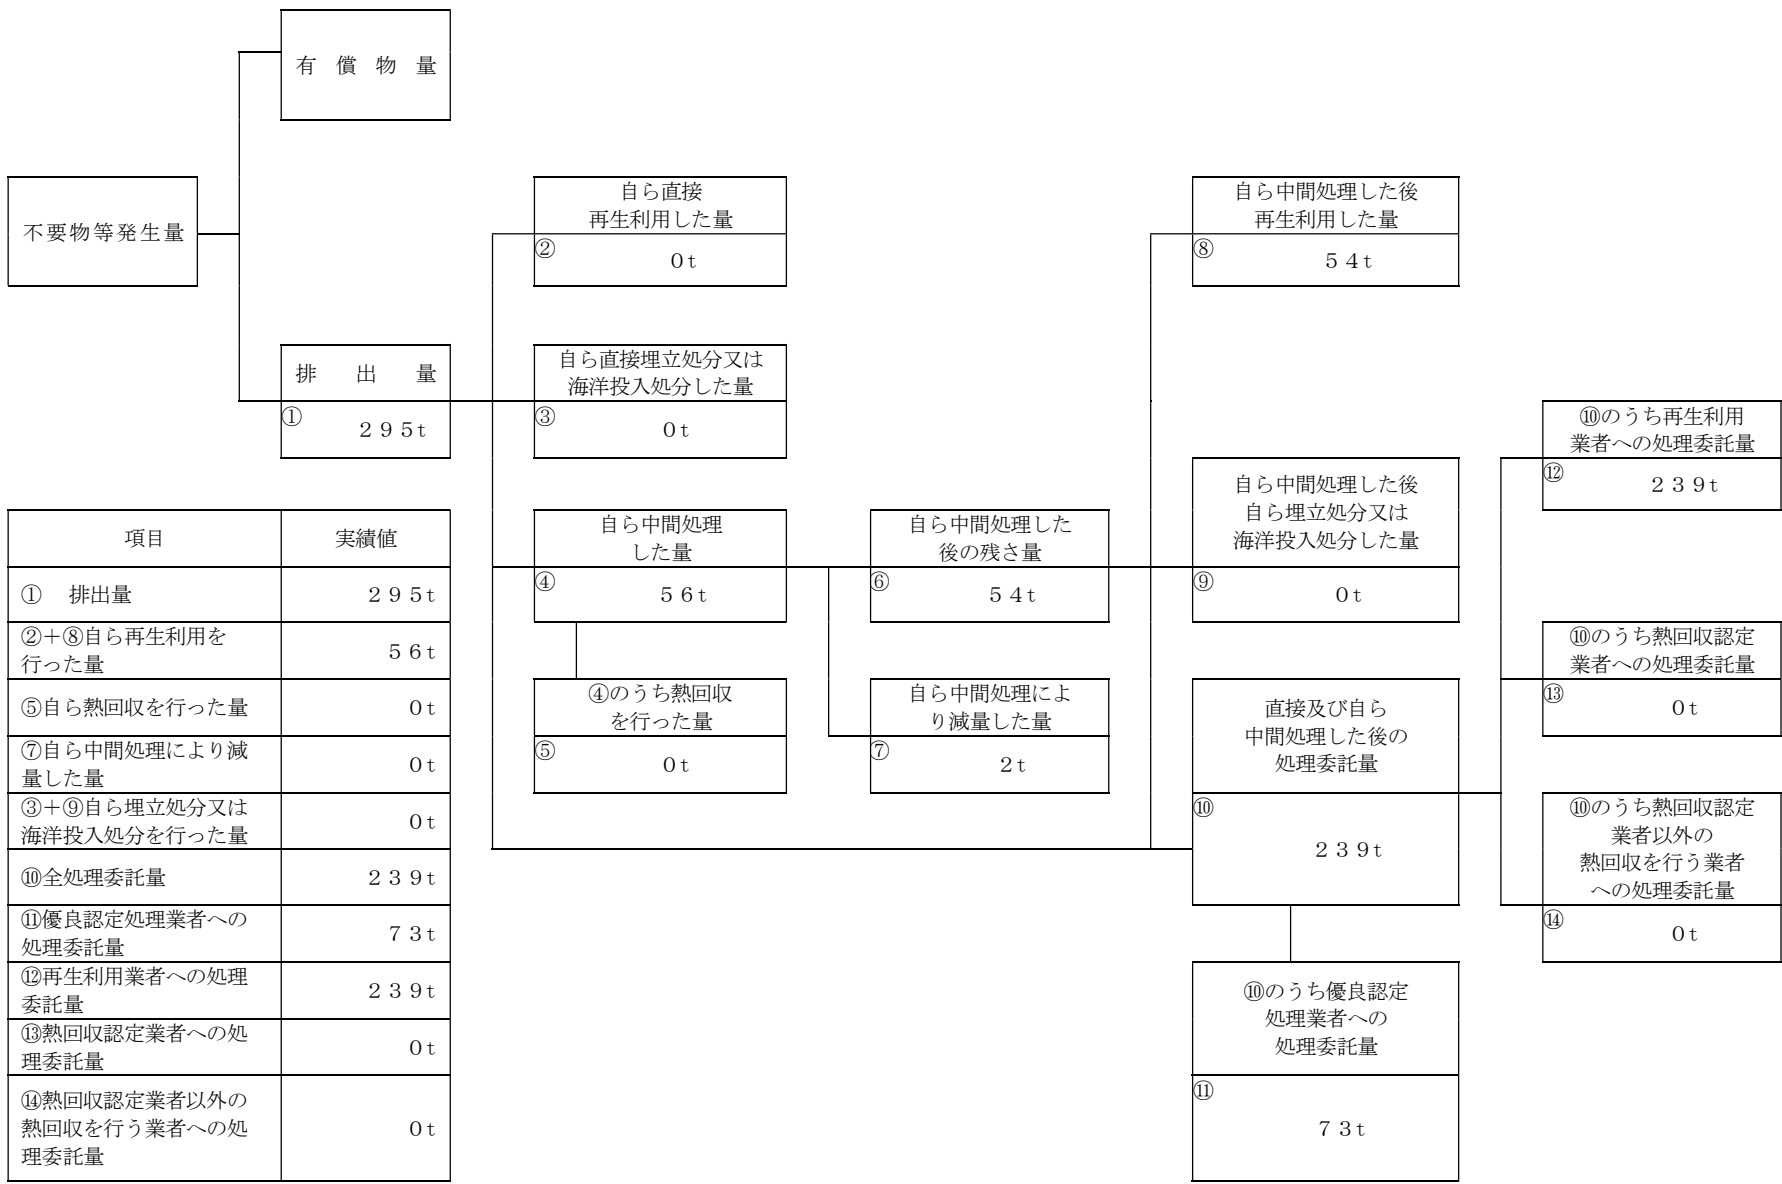 有償物量
不要物等発生量
排出量
① 295t
自ら直接
再生利用した量
② 0t
自ら直接埋立処分又は
海洋投入処分した量
③ 0t
自ら中間処理
した量
④ 56t
④のうち熱回収
を行った量
⑤ 0t
自ら中間処理した
後の残さ量
⑥ 54t
自ら中間処理によ
り減量した量
⑦ 2t
自ら中間処理した後
再生利用した量
⑧ 54t
自ら中間処理した後
自ら埋立処分又は
海洋投入処分した量
⑨ 0t
直接及び自ら
中間処理した後の
処理委託量
⑩
239t
⑩のうち優良認定
処理業者への
処理委託量
⑪
73t
⑩のうち再生利用
業者への処理委託量
⑫ 239t
⑩のうち熱回収認定
業者への処理委託量
⑬ 0t
⑩のうち熱回収認定
業者以外の
熱回収を行う業者
への処理委託量
⑭ 0t
項目 実績値
① 排出量 295t
②+⑧自ら再生利用を
行った量 56t
⑤自ら熱回収を行った量 0t
⑦自ら中間処理により減
量した量 0t
③+⑨自ら埋立処分又は
海洋投入処分を行った量 0t
⑩全処理委託量 239t
⑪優良認定処理業者への
処理委託量 73t
⑫再生利用業者への処理
委託量 239t
⑬熱回収認定業者への処
理委託量 0t
⑭熱回収認定業者以外の
熱回収を行う業者への処 0t
理委託量